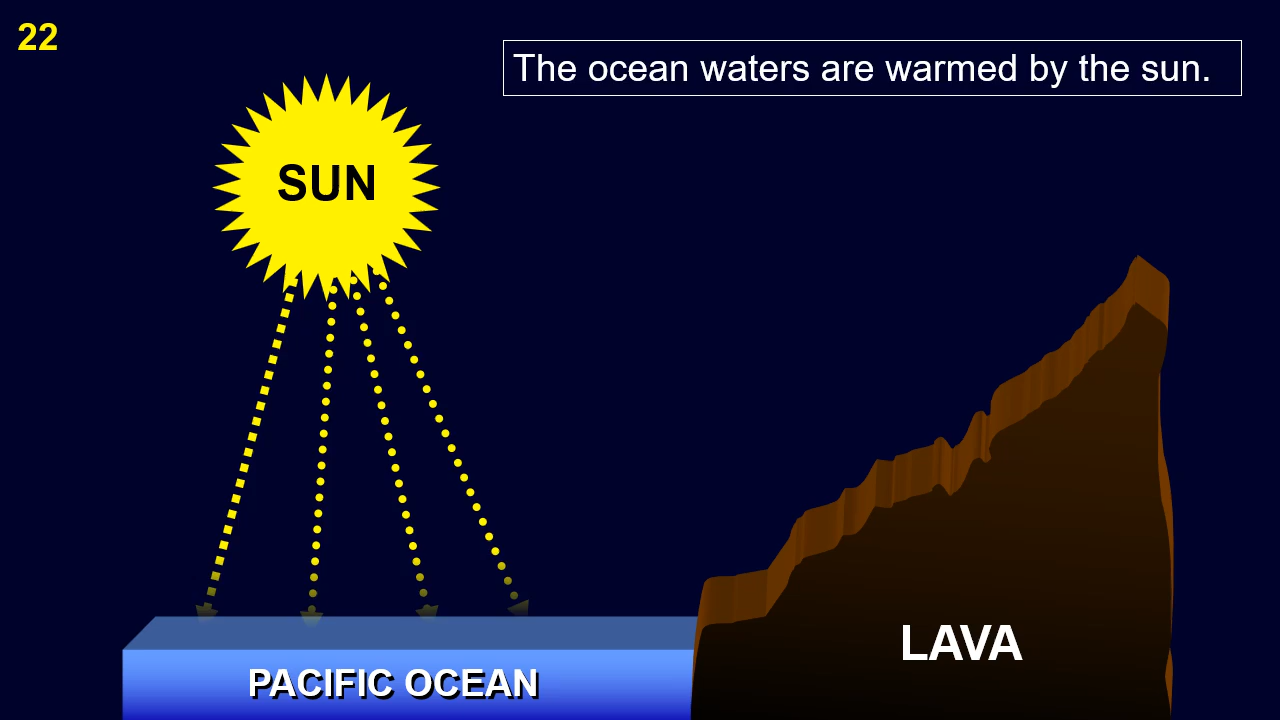 22
The ocean waters are warmed by the sun.
SUN
LAVA
PACIFIC OCEAN